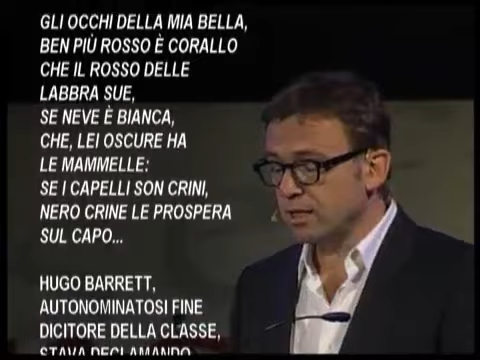 GLI OCCHI DELLA MIA BELLA,
BEN PIÙ ROSSO È CORALLO
CHE IL ROSSO DELLE
LABBRA SUE,
SE NEVE È BIANCA,
CHE, LEI OSCURE HA
LE MAMMELLE:
SE I CAPELLI SON CRINI,
NERO CRINE LE PROSPERA
SUL CAPO...
HUGO BARRETT,
AUTONOMINATOSI FINE
DICITORE DELLA CLASSE,
STAVA DECLAMANDO